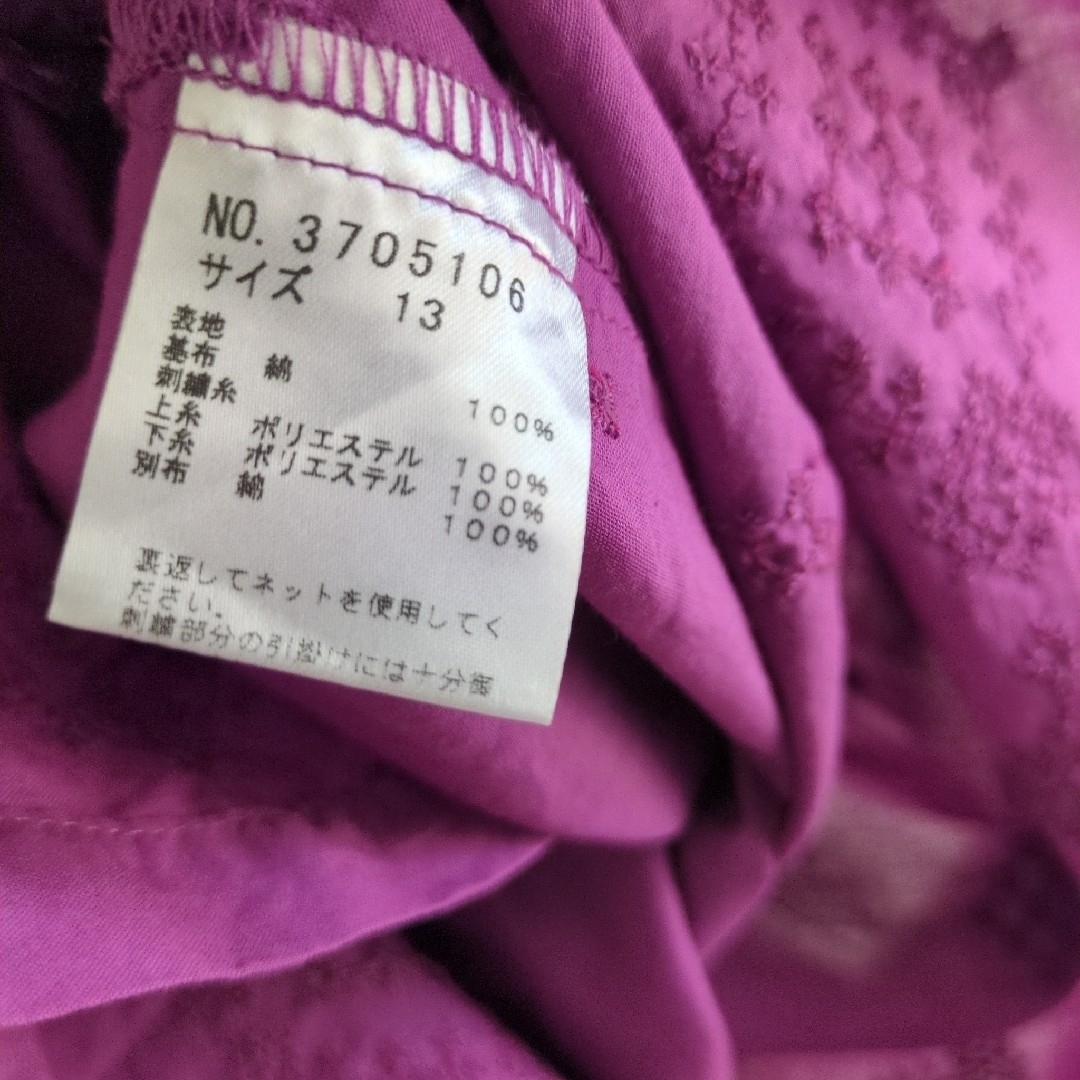 NO. 3705106
サイズ 13
表地
基布 綿 100%
刺繍糸
上糸 ポリエステル 100%
下糸 ポリエステル 100%
別布 綿 100%
裏返してネットを使用してく
ださい。
刺繍部分の引掛けには十分